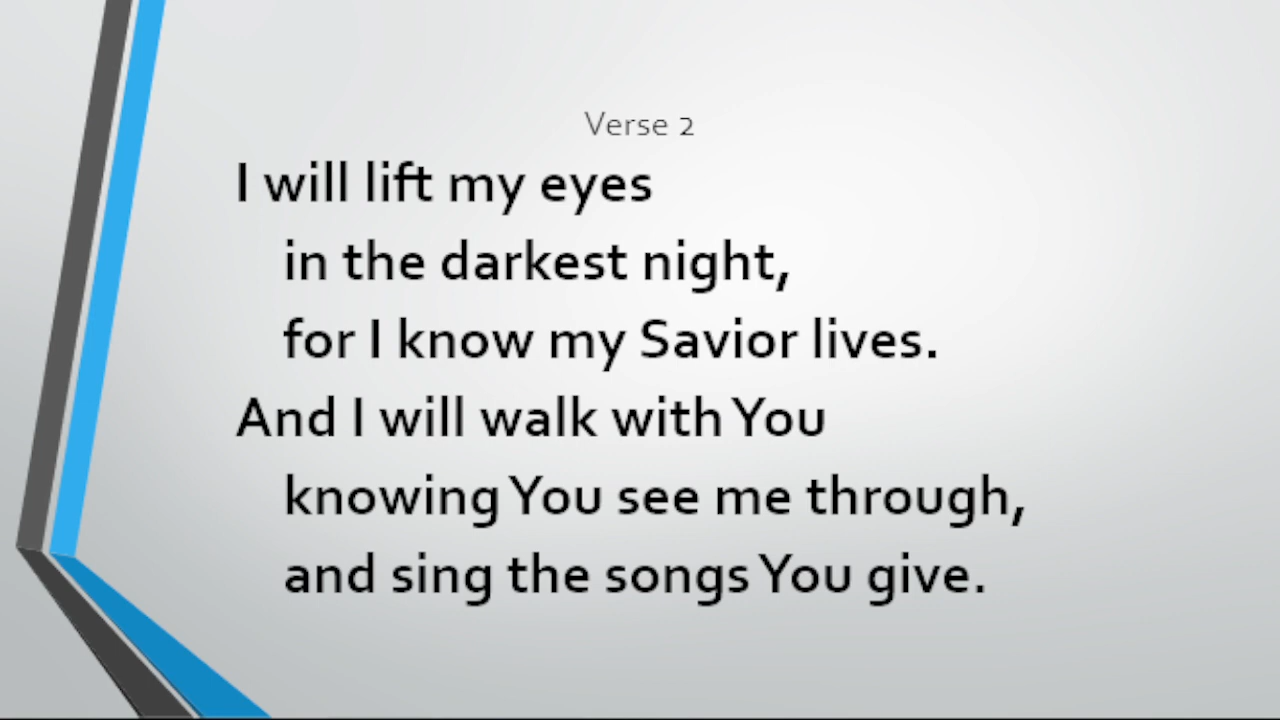 Verse 2
I will lift my eyes
in the darkest night,
for I know my Savior lives.
And I will walk with You
knowing You see me through,
and sing the songs You give.